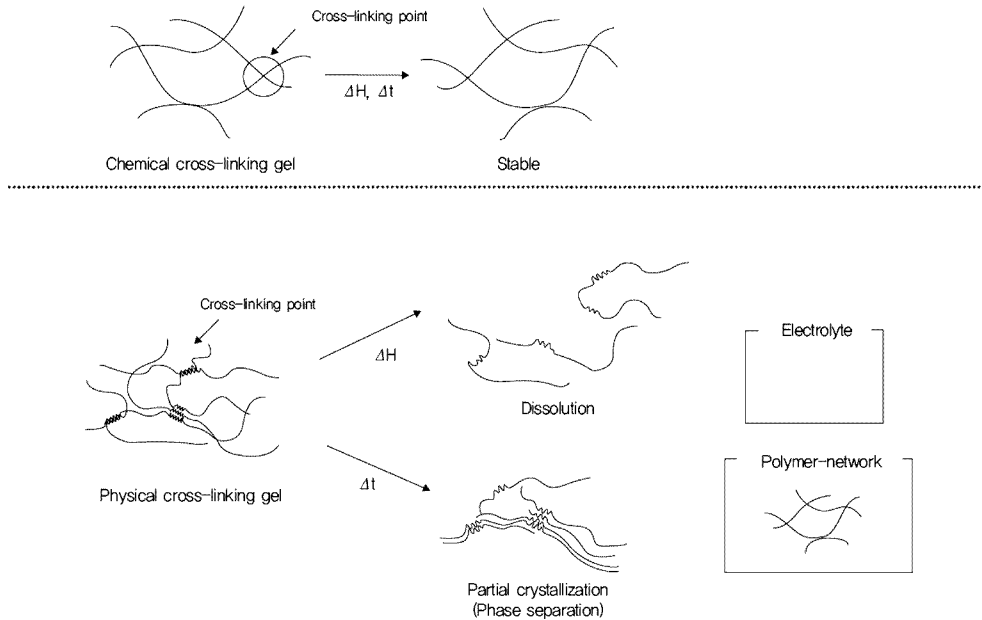 Cross-linking point
ΔH, Δt
Chemical cross-linking gel
Stable
Cross-linking point
ΔH
Electrolyte
Dissolution
Polymer-network
Δt
Physical cross-linking gel
Partial crystallization
(Phase separation)